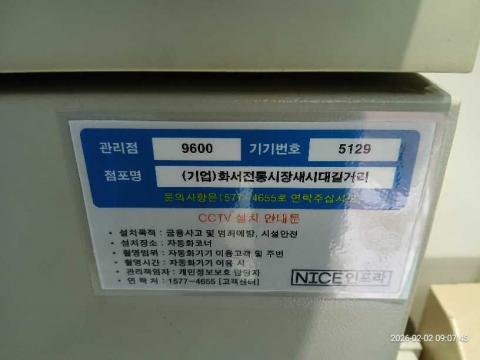 관리점 9600 기기번호 5129
점포명 (기업)화서전통시장새시대길거리
문의사항은1577-4655로 연락주십시오
CCTV 설치 안내문
• 설치목적 : 금융사고 및 범죄예방, 시설안전
• 설치장소 : 자동화코너
• 촬영범위 : 자동화기기 이용고객 및 주변
• 촬영시간 : 자동화기기 이용 시
• 관리책임자 : 개인정보보호 담당자
• 연 락 처 : 1577-4655 [고객센터]
NICE인프라
2026-02-02 09:07:45